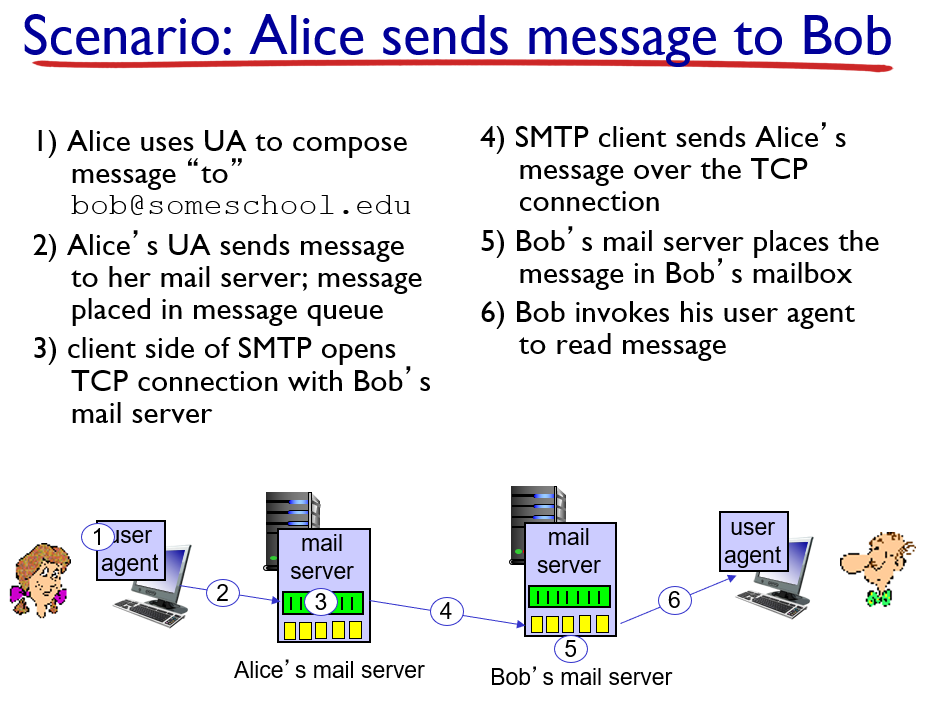 Scenario: Alice sends message to Bob
1) Alice uses UA to compose
message “to”
bob@someschool.edu
2) Alice’s UA sends message
to her mail server; message
placed in message queue
3) client side of SMTP opens
TCP connection with Bob’s
mail server
4) SMTP client sends Alice’s
message over the TCP
connection
5) Bob’s mail server places the
message in Bob’s mailbox
6) Bob invokes his user agent
to read message
1 user
agent
2
mail
server
3
Alice’s mail server
4
mail
server
5
Bob’s mail server
6
user
agent